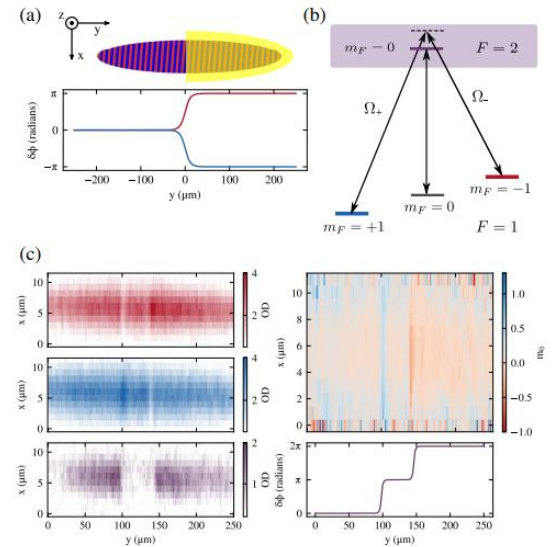 (a)
z
y
x
π
0
−π
δϕ (radians)
−200 −100 0 100 200
y (μm)
(b)
m_F − 0
F = 2
Ω₊
Ω₋
m_F = −1
m_F = 0
m_F = +1
F = 1
(c)
10
5
0
x (μm)
4
2
OD
10
5
0
x (μm)
4
2
OD
10
5
0
x (μm)
2
1
OD
0 50 100 150 200 250
y (μm)
10
8
6
4
2
0
x (μm)
1.0
0.5
0.0
−0.5
−1.0
m₀
2π
π
0
δϕ (radians)
0 50 100 150 200 250
y (μm)